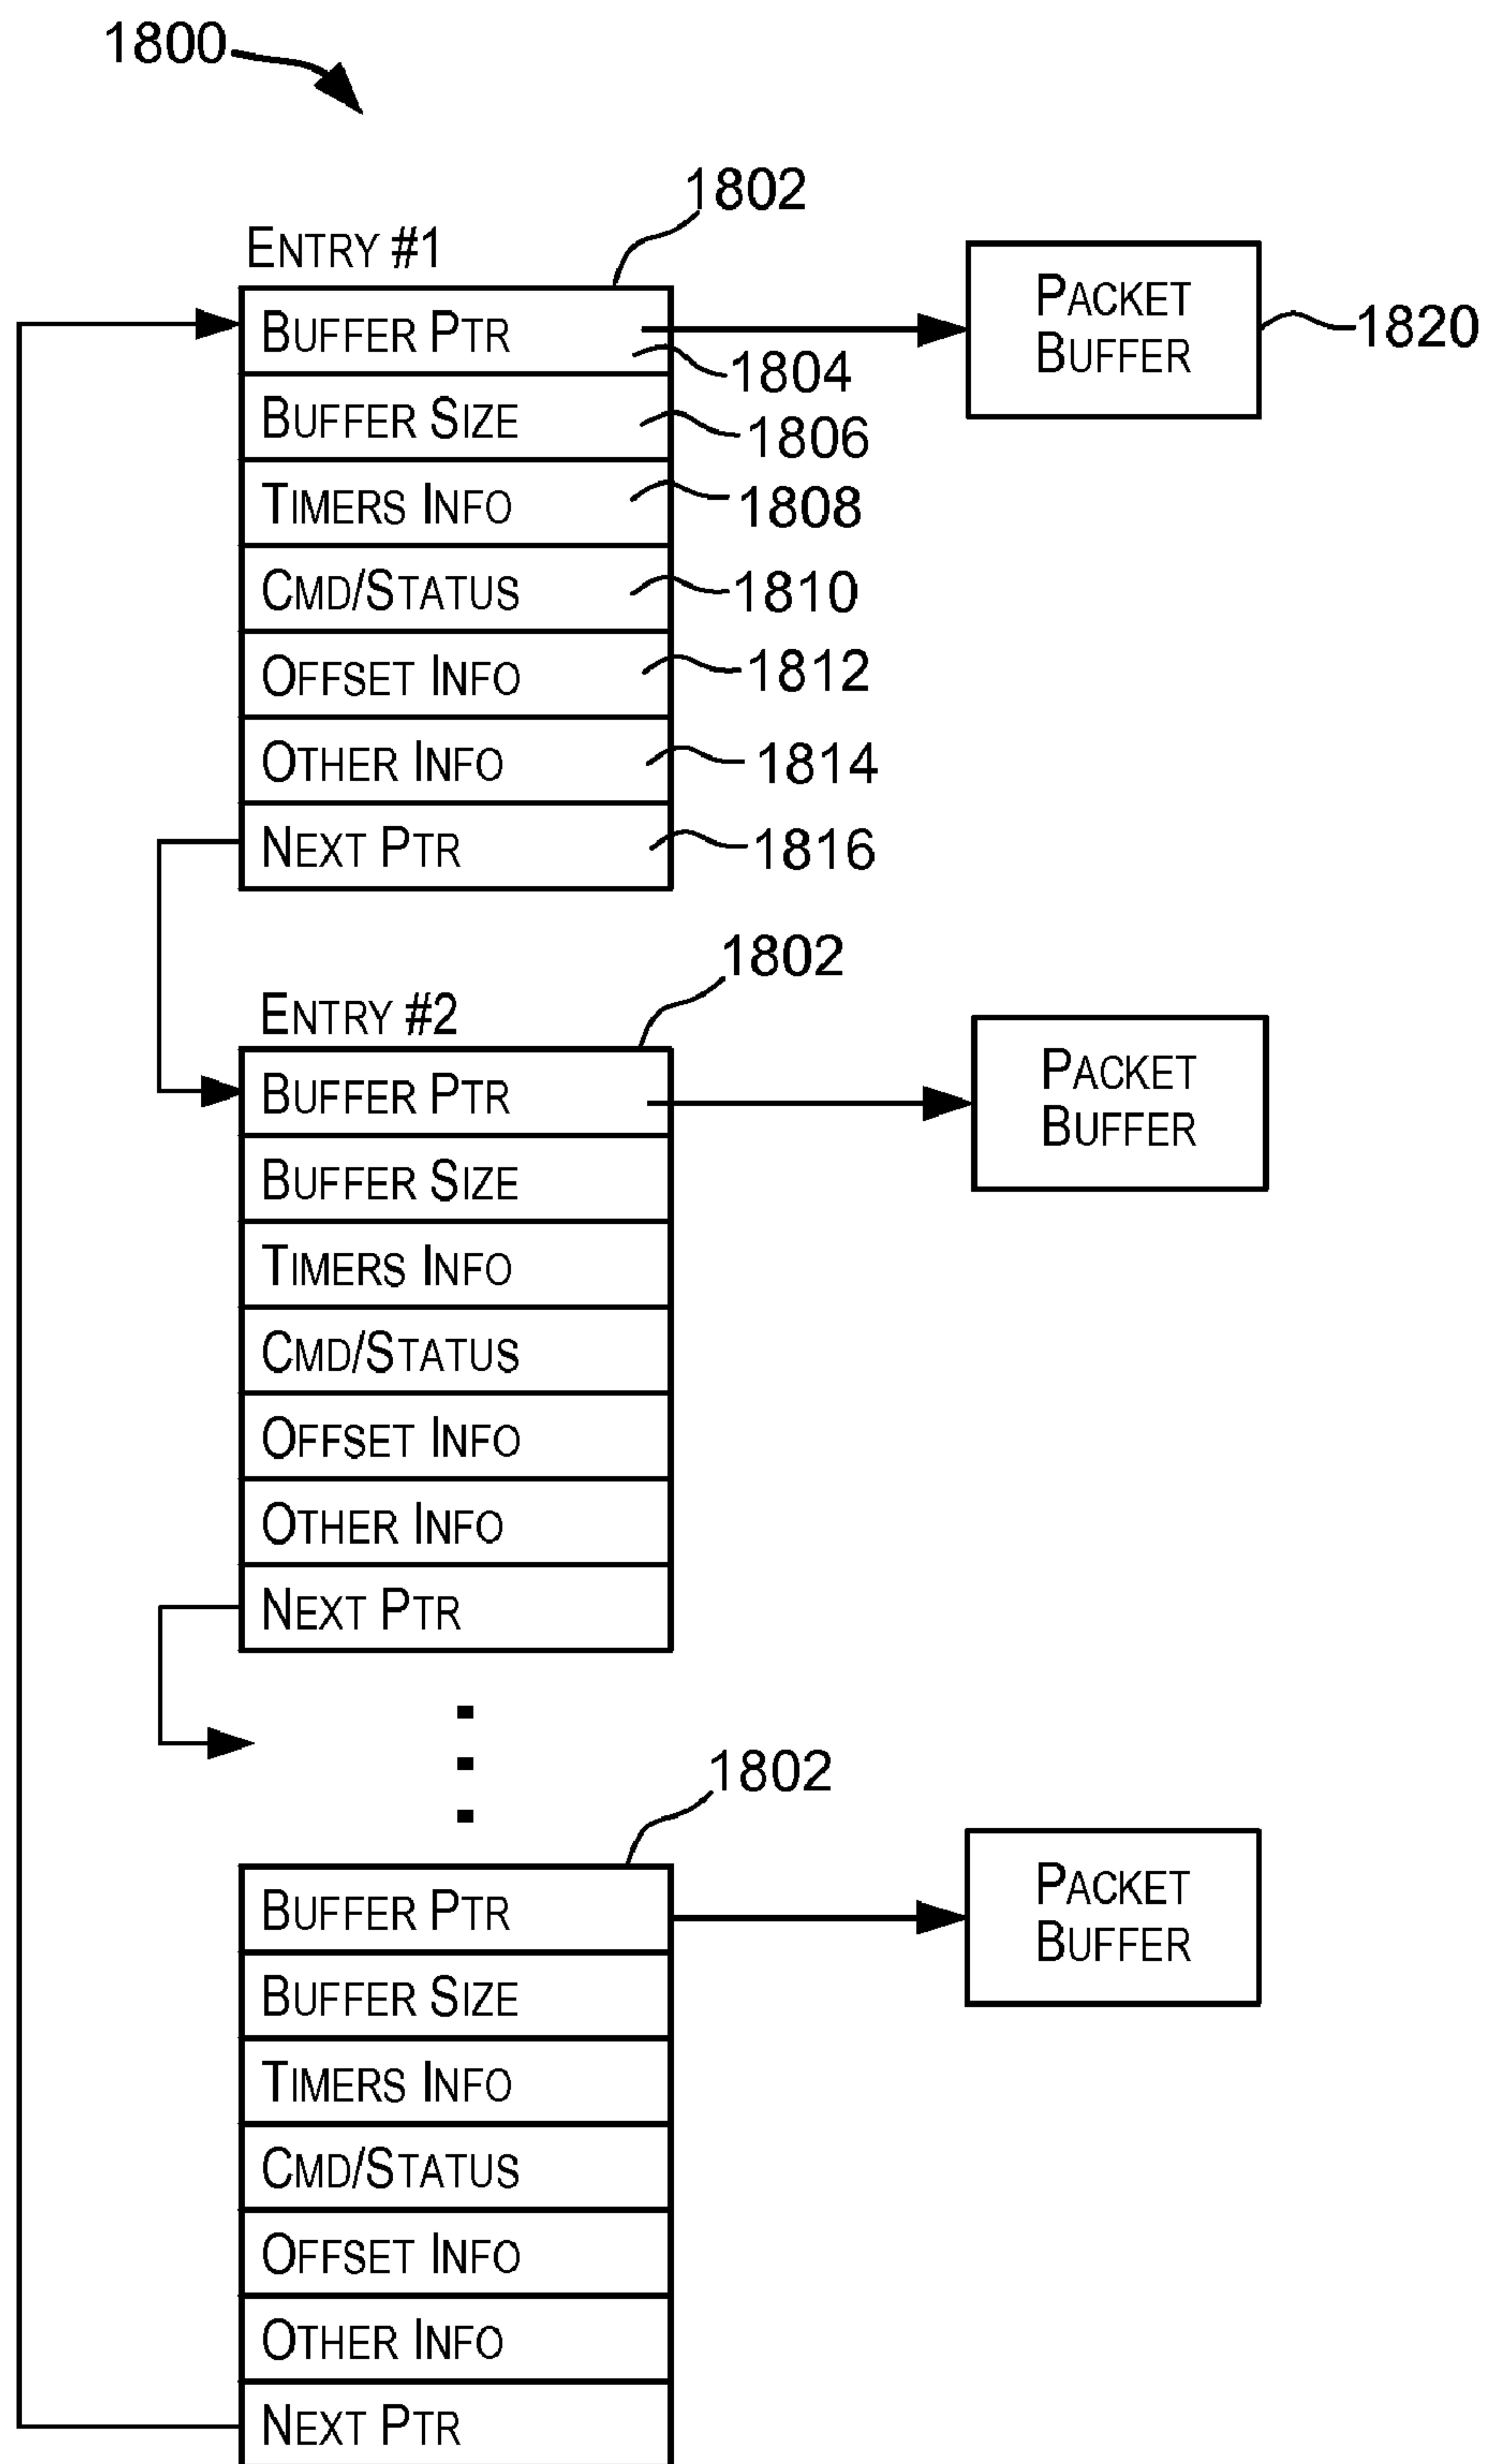 1800
1802
ENTRY #1
BUFFER PTR
1804
PACKET
BUFFER
1820
BUFFER SIZE
1806
TIMERS INFO
1808
CMD/STATUS
1810
OFFSET INFO
1812
OTHER INFO
1814
NEXT PTR
1816
1802
ENTRY #2
BUFFER PTR
PACKET
BUFFER
BUFFER SIZE
TIMERS INFO
CMD/STATUS
OFFSET INFO
OTHER INFO
NEXT PTR
1802
BUFFER PTR
PACKET
BUFFER
BUFFER SIZE
TIMERS INFO
CMD/STATUS
OFFSET INFO
OTHER INFO
NEXT PTR